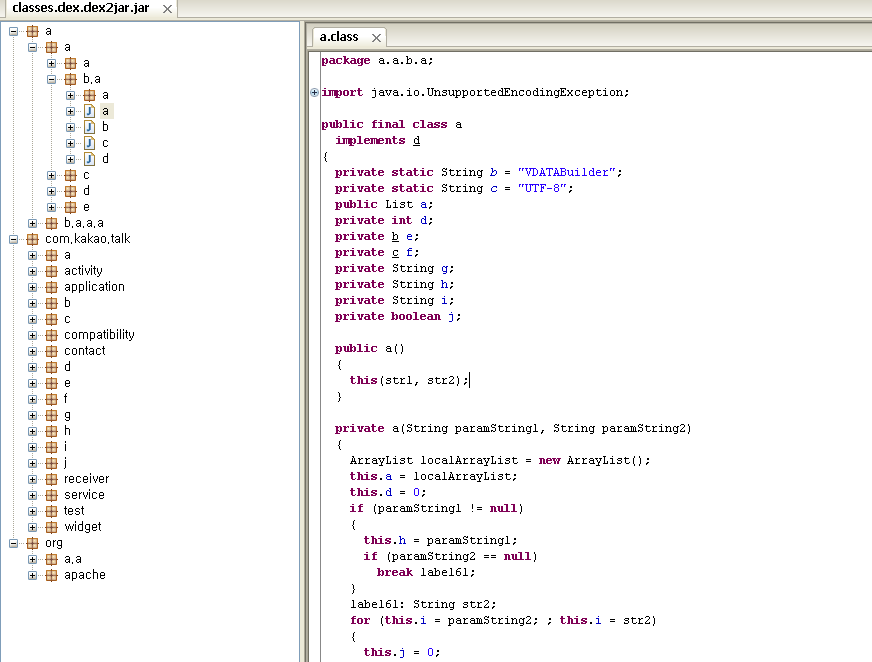 classes.dex.dex2jar.jar
a
a
a
b.a
a
a
b
c
d
c
d
e
b.a.a.a
com.kakao.talk
a
activity
application
b
c
compatibility
contact
d
e
f
g
h
i
j
receiver
service
test
widget
org
a.a
apache
a.class
package a.a.b.a;
import java.io.UnsupportedEncodingException;
public final class a
implements d
{
private static String b = "VDATABuilder";
private static String c = "UTF-8";
public List a;
private int d;
private b e;
private c f;
private String g;
private String h;
private String i;
private boolean j;
public a()
{
this(str1, str2);
}
private a(String paramString1, String paramString2)
{
ArrayList localArrayList = new ArrayList();
this.a = localArrayList;
this.d = 0;
if (paramString1 != null)
{
this.h = paramString1;
if (paramString2 == null)
break label61;
}
label61: String str2;
for (this.i = paramString2; ; this.i = str2)
{
this.j = 0;